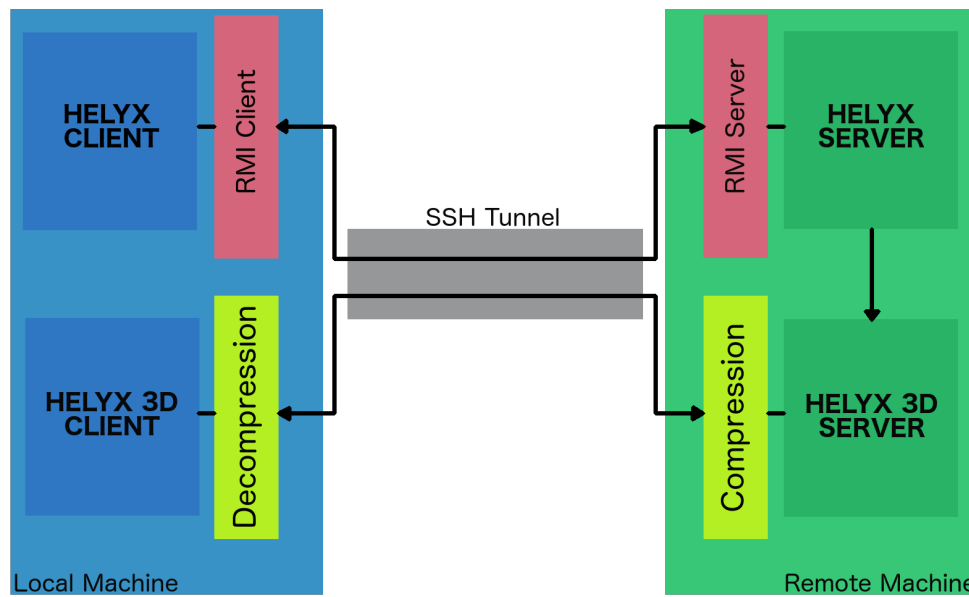 HELYX
CLIENT
RMI Client
SSH Tunnel
RMI Server
HELYX
SERVER
HELYX 3D
CLIENT
Decompression
Compression
HELYX 3D
SERVER
Local Machine
Remote Machine